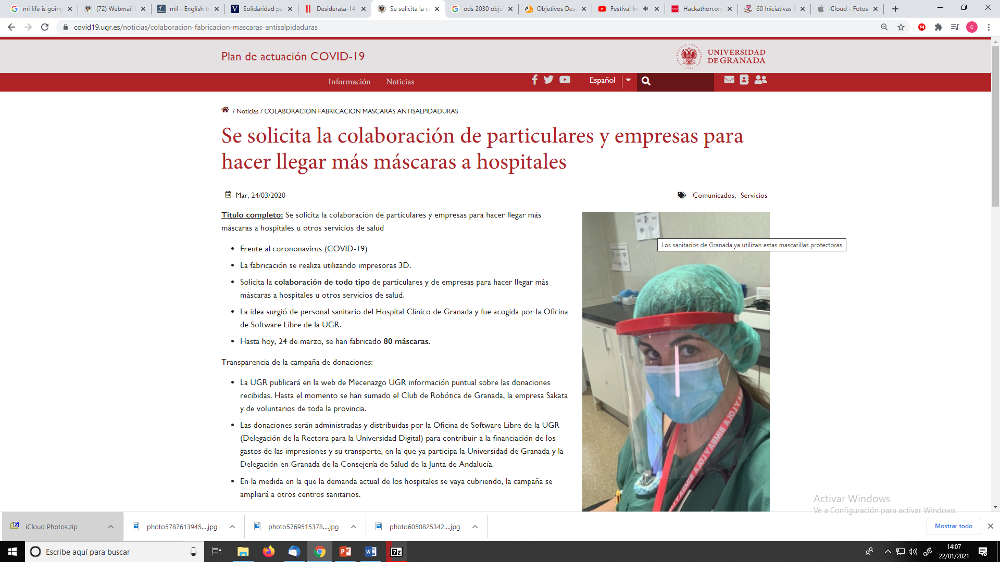 mi life is going
(72) Webmail U
mil - English tr
Solidaridad pa
Desiderata-14
Se solicita la co
ods 2030 obje
Objetivos Desa
Festival In
Hackathon.org
60 Iniciativas E
iCloud - Fotos
covid19.ugr.es/noticias/colaboracion-fabricacion-mascaras-antisalpidaduras
Plan de actuación COVID-19
UNIVERSIDAD
DE GRANADA
Información
Noticias
Español
/ Noticias / COLABORACION FABRICACION MASCARAS ANTISALPIDADURAS
Se solicita la colaboración de particulares y empresas para
hacer llegar más máscaras a hospitales
Mar, 24/03/2020
Comunicados, Servicios
Titulo completo: Se solicita la colaboración de particulares y empresas para hacer llegar más
máscaras a hospitales u otros servicios de salud
Los sanitarios de Granada ya utilizan estas mascarillas protectoras
• Frente al corononavirus (COVID-19)
• La fabricación se realiza utilizando impresoras 3D.
• Solicita la colaboración de todo tipo de particulares y de empresas para hacer llegar más
máscaras a hospitales u otros servicios de salud.
• La idea surgió de personal sanitario del Hospital Clínico de Granada y fue acogida por la Oficina
de Software Libre de la UGR.
• Hasta hoy, 24 de marzo, se han fabricado 80 máscaras.
Transparencia de la campaña de donaciones:
• La UGR publicará en la web de Mecenazgo UGR información puntual sobre las donaciones
recibidas. Hasta el momento se han sumado el Club de Robótica de Granada, la empresa Sakata
y de voluntarios de toda la provincia.
• Las donaciones serán administradas y distribuidas por la Oficina de Software Libre de la UGR
(Delegación de la Rectora para la Universidad Digital) para contribuir a la financiación de los
gastos de las impresiones y su transporte, en la que ya participa la Universidad de Granada y la
Delegación en Granada de la Consejería de Salud de la Junta de Andalucía.
• En la medida en la que la demanda actual de los hospitales se vaya cubriendo, la campaña se
ampliará a otros centros sanitarios.
BIMBA Y LOLA BIMBA Y LOLA
Activar Windows
Ve a Configuración para activar Windows.
iCloud Photos.zip
photo5787613945....jpg
photo5769515378....jpg
photo6050825342....jpg
Mostrar todo
Escribe aquí para buscar
14:07
22/01/2021